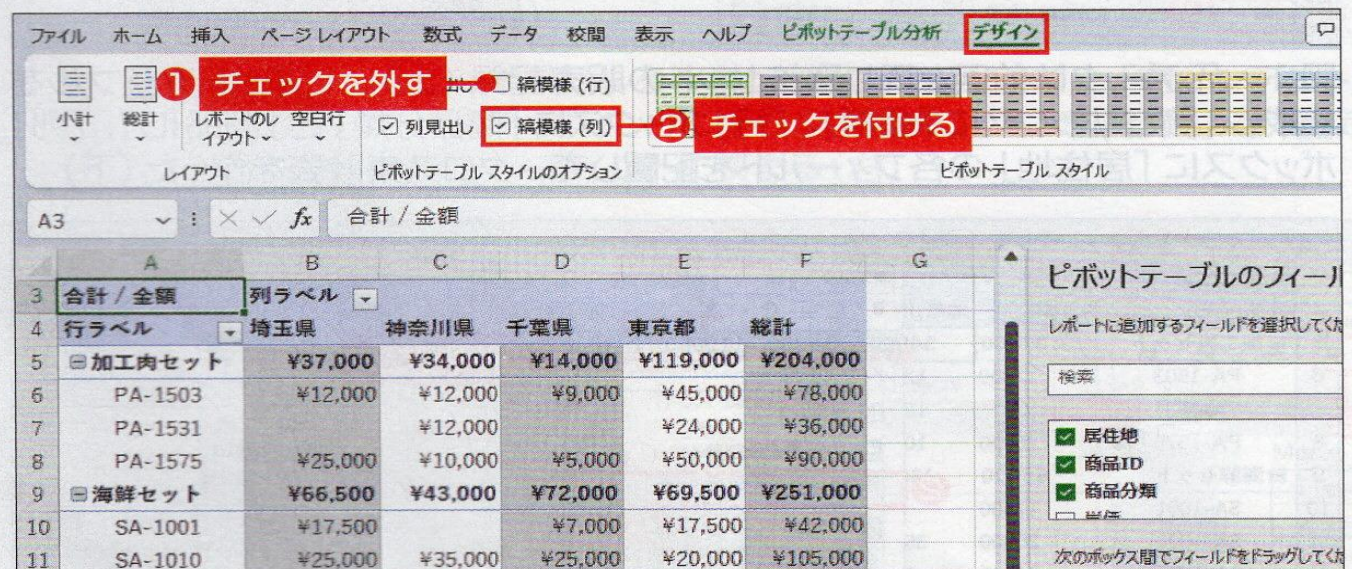 ファイル ホーム 挿入 ページ レイアウト 数式 データ 校閲 表示 ヘルプ ピボットテーブル分析 デザイン
❶ チェックを外す 縞模様 (行)
小計 総計 レポートのレイアウト 空白行 列見出し 縞模様 (列) ❷ チェックを付ける
レイアウト ピボットテーブル スタイルのオプション ピボットテーブル スタイル
A3 fx 合計 / 金額
A B C D E F G
3 合計 / 金額 列ラベル
4 行ラベル 埼玉県 神奈川県 千葉県 東京都 総計
5 加工肉セット ¥37,000 ¥34,000 ¥14,000 ¥119,000 ¥204,000
6 PA-1503 ¥12,000 ¥12,000 ¥9,000 ¥45,000 ¥78,000
7 PA-1531 ¥12,000 ¥24,000 ¥36,000
8 PA-1575 ¥25,000 ¥10,000 ¥5,000 ¥50,000 ¥90,000
9 海鮮セット ¥66,500 ¥43,000 ¥72,000 ¥69,500 ¥251,000
10 SA-1001 ¥17,500 ¥7,000 ¥17,500 ¥42,000
11 SA-1010 ¥25,000 ¥35,000 ¥25,000 ¥20,000 ¥105,000
ピボットテーブルのフィール
レポートに追加するフィールドを選択してくだ
検索
居住地
商品ID
商品分類
次のボックス間でフィールドをドラッグしてくだ